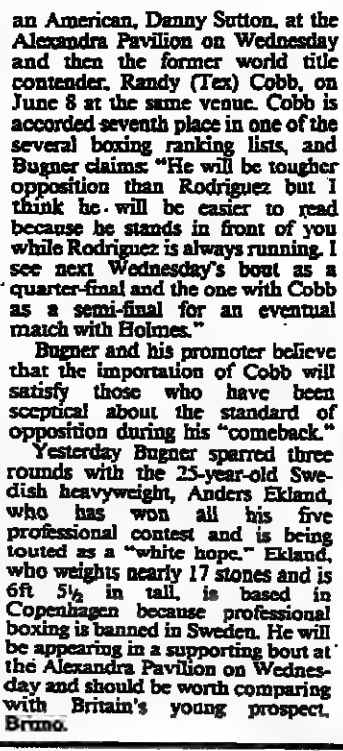 an American, Danny Sutton, at the
Alexandra Pavilion on Wednesday
and then the former world title
contender, Randy (Tex) Cobb, on
June 8 at the same venue. Cobb is
accorded seventh place in one of the
several boxing ranking lists, and
Bugner claims: “He will be tougher
opposition than Rodriguez but I
think he will be easier to read
because he stands in front of you
while Rodriguez is always running. I
see next Wednesday's bout as a
quarter-final and the one with Cobb
as a semi-final for an eventual
match with Holmes.”
Bugner and his promoter believe
that the importation of Cobb will
satisfy those who have been
sceptical about the standard of
opposition during his “comeback.”
Yesterday Bugner sparred three
rounds with the 25-year-old Swe-
dish heavyweight, Anders Ekland,
who has won all his five
professional contest and is being
touted as a “white hope.” Ekland,
who weights nearly 17 stones and is
6ft 5½ in tall, is based in
Copenhagen because professional
boxing is banned in Sweden. He will
be appearing in a supporting bout at
the Alexandra Pavilion on Wednes-
day and should be worth comparing
with Britain's young prospect,
Bruno.